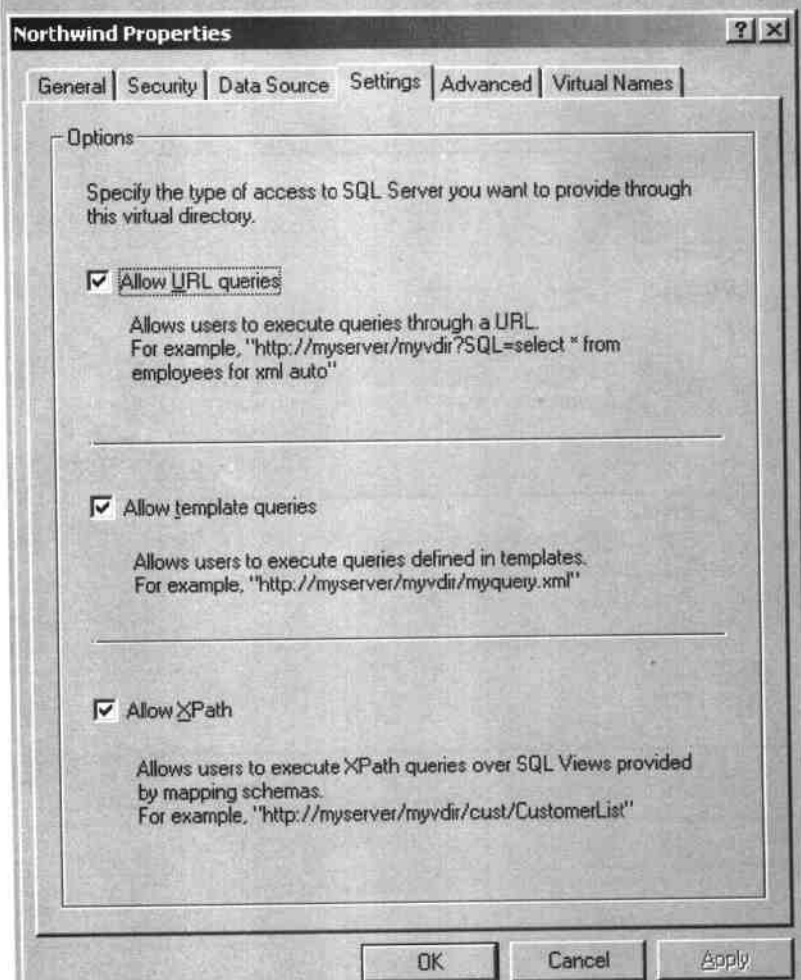 Northwind Properties
General Security Data Source Settings Advanced Virtual Names
Options
Specify the type of access to SQL Server you want to provide through
this virtual directory.
Allow URL queries
Allows users to execute queries through a URL.
For example, "http://myserver/myvdir?SQL=select * from
employees for xml auto"
Allow template queries
Allows users to execute queries defined in templates.
For example, "http://myserver/myvdir/myquery.xml"
Allow XPath
Allows users to execute XPath queries over SQL Views provided
by mapping schemas.
For example, "http://myserver/myvdir/cust/CustomerList"
OK Cancel Apply